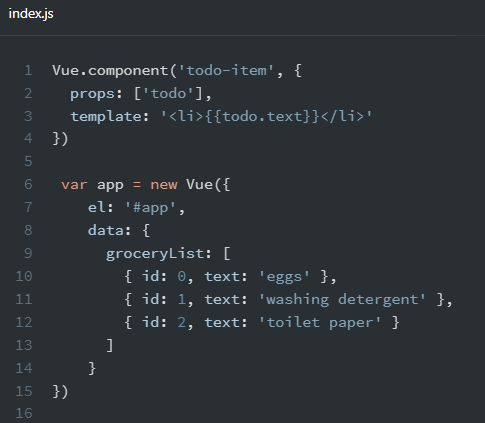 index.js
1 Vue.component('todo-item', {
2   props: ['todo'],
3   template: '<li>{{todo.text}}</li>'
4 })
5
6  var app = new Vue({
7     el: '#app',
8     data: {
9       groceryList: [
10         { id: 0, text: 'eggs' },
11         { id: 1, text: 'washing detergent' },
12         { id: 2, text: 'toilet paper' }
13       ]
14     }
15 })
16